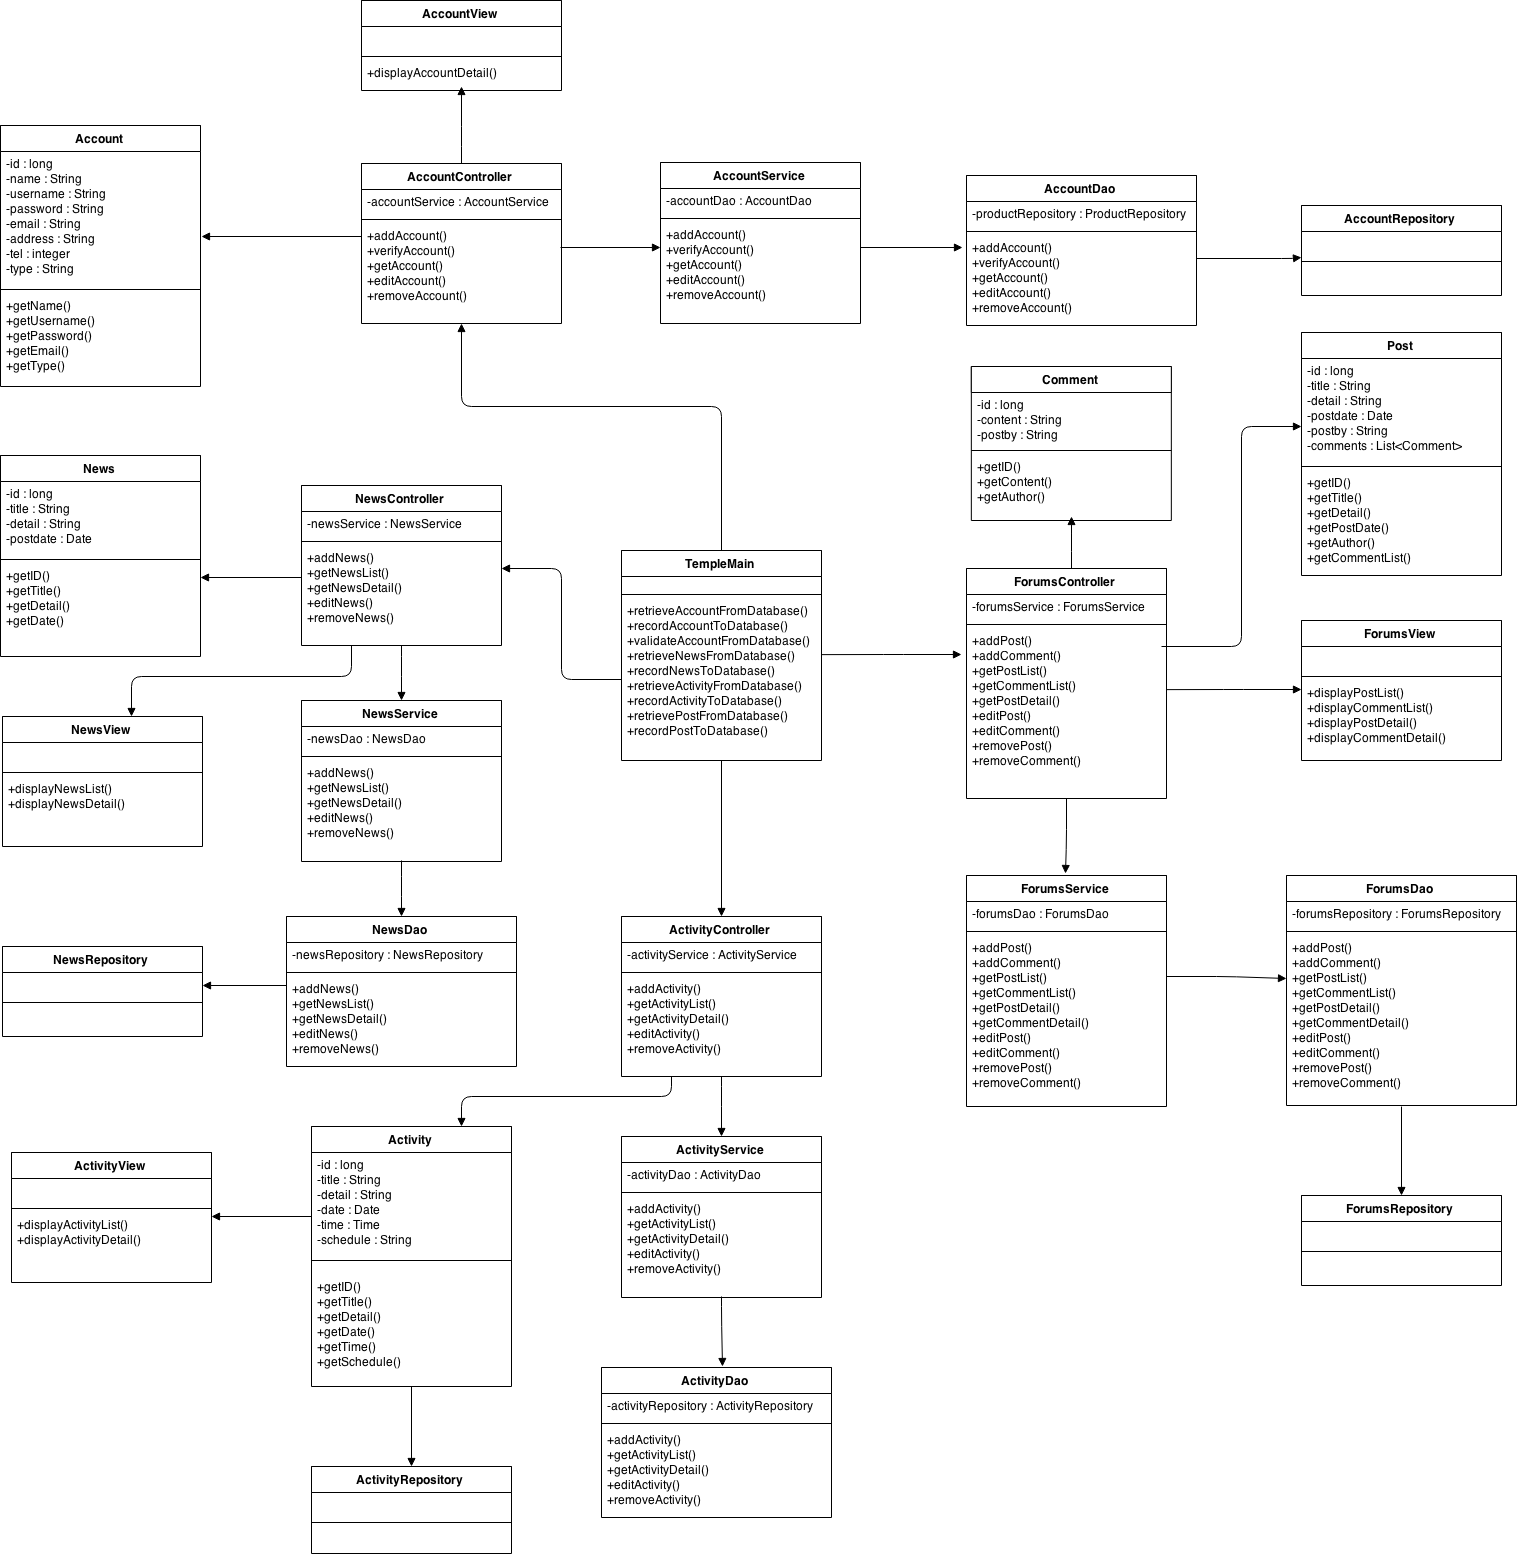 AccountView
+displayAccountDetail()
Account
-id : long
-name : String
-username : String
-password : String
-email : String
-address : String
-tel : integer
-type : String
+getName()
+getUsername()
+getPassword()
+getEmail()
+getType()
AccountController
-accountService : AccountService
+addAccount()
+verifyAccount()
+getAccount()
+editAccount()
+removeAccount()
AccountService
-accountDao : AccountDao
+addAccount()
+verifyAccount()
+getAccount()
+editAccount()
+removeAccount()
AccountDao
-productRepository : ProductRepository
+addAccount()
+verifyAccount()
+getAccount()
+editAccount()
+removeAccount()
AccountRepository
Post
-id : long
-title : String
-detail : String
-postdate : Date
-postby : String
-comments : List<Comment>
+getID()
+getTitle()
+getDetail()
+getPostDate()
+getAuthor()
+getCommentList()
Comment
-id : long
-content : String
-postby : String
+getID()
+getContent()
+getAuthor()
News
-id : long
-title : String
-detail : String
-postdate : Date
+getID()
+getTitle()
+getDetail()
+getDate()
NewsController
-newsService : NewsService
+addNews()
+getNewsList()
+getNewsDetail()
+editNews()
+removeNews()
TempleMain
+retrieveAccountFromDatabase()
+recordAccountToDatabase()
+validateAccountFromDatabase()
+retrieveNewsFromDatabase()
+recordNewsToDatabase()
+retrieveActivityFromDatabase()
+recordActivityToDatabase()
+retrievePostFromDatabase()
+recordPostToDatabase()
ForumsController
-forumsService : ForumsService
+addPost()
+addComment()
+getPostList()
+getCommentList()
+getPostDetail()
+editPost()
+editComment()
+removePost()
+removeComment()
ForumsView
+displayPostList()
+displayCommentList()
+displayPostDetail()
+displayCommentDetail()
NewsView
+displayNewsList()
+displayNewsDetail()
NewsService
-newsDao : NewsDao
+addNews()
+getNewsList()
+getNewsDetail()
+editNews()
+removeNews()
ForumsService
-forumsDao : ForumsDao
+addPost()
+addComment()
+getPostList()
+getCommentList()
+getPostDetail()
+getCommentDetail()
+editPost()
+editComment()
+removePost()
+removeComment()
ForumsDao
-forumsRepository : ForumsRepository
+addPost()
+addComment()
+getPostList()
+getCommentList()
+getPostDetail()
+getCommentDetail()
+editPost()
+editComment()
+removePost()
+removeComment()
NewsRepository
NewsDao
-newsRepository : NewsRepository
+addNews()
+getNewsList()
+getNewsDetail()
+editNews()
+removeNews()
ActivityController
-activityService : ActivityService
+addActivity()
+getActivityList()
+getActivityDetail()
+editActivity()
+removeActivity()
ActivityView
+displayActivityList()
+displayActivityDetail()
Activity
-id : long
-title : String
-detail : String
-date : Date
-time : Time
-schedule : String
+getID()
+getTitle()
+getDetail()
+getDate()
+getTime()
+getSchedule()
ActivityService
-activityDao : ActivityDao
+addActivity()
+getActivityList()
+getActivityDetail()
+editActivity()
+removeActivity()
ForumsRepository
ActivityDao
-activityRepository : ActivityRepository
+addActivity()
+getActivityList()
+getActivityDetail()
+editActivity()
+removeActivity()
ActivityRepository